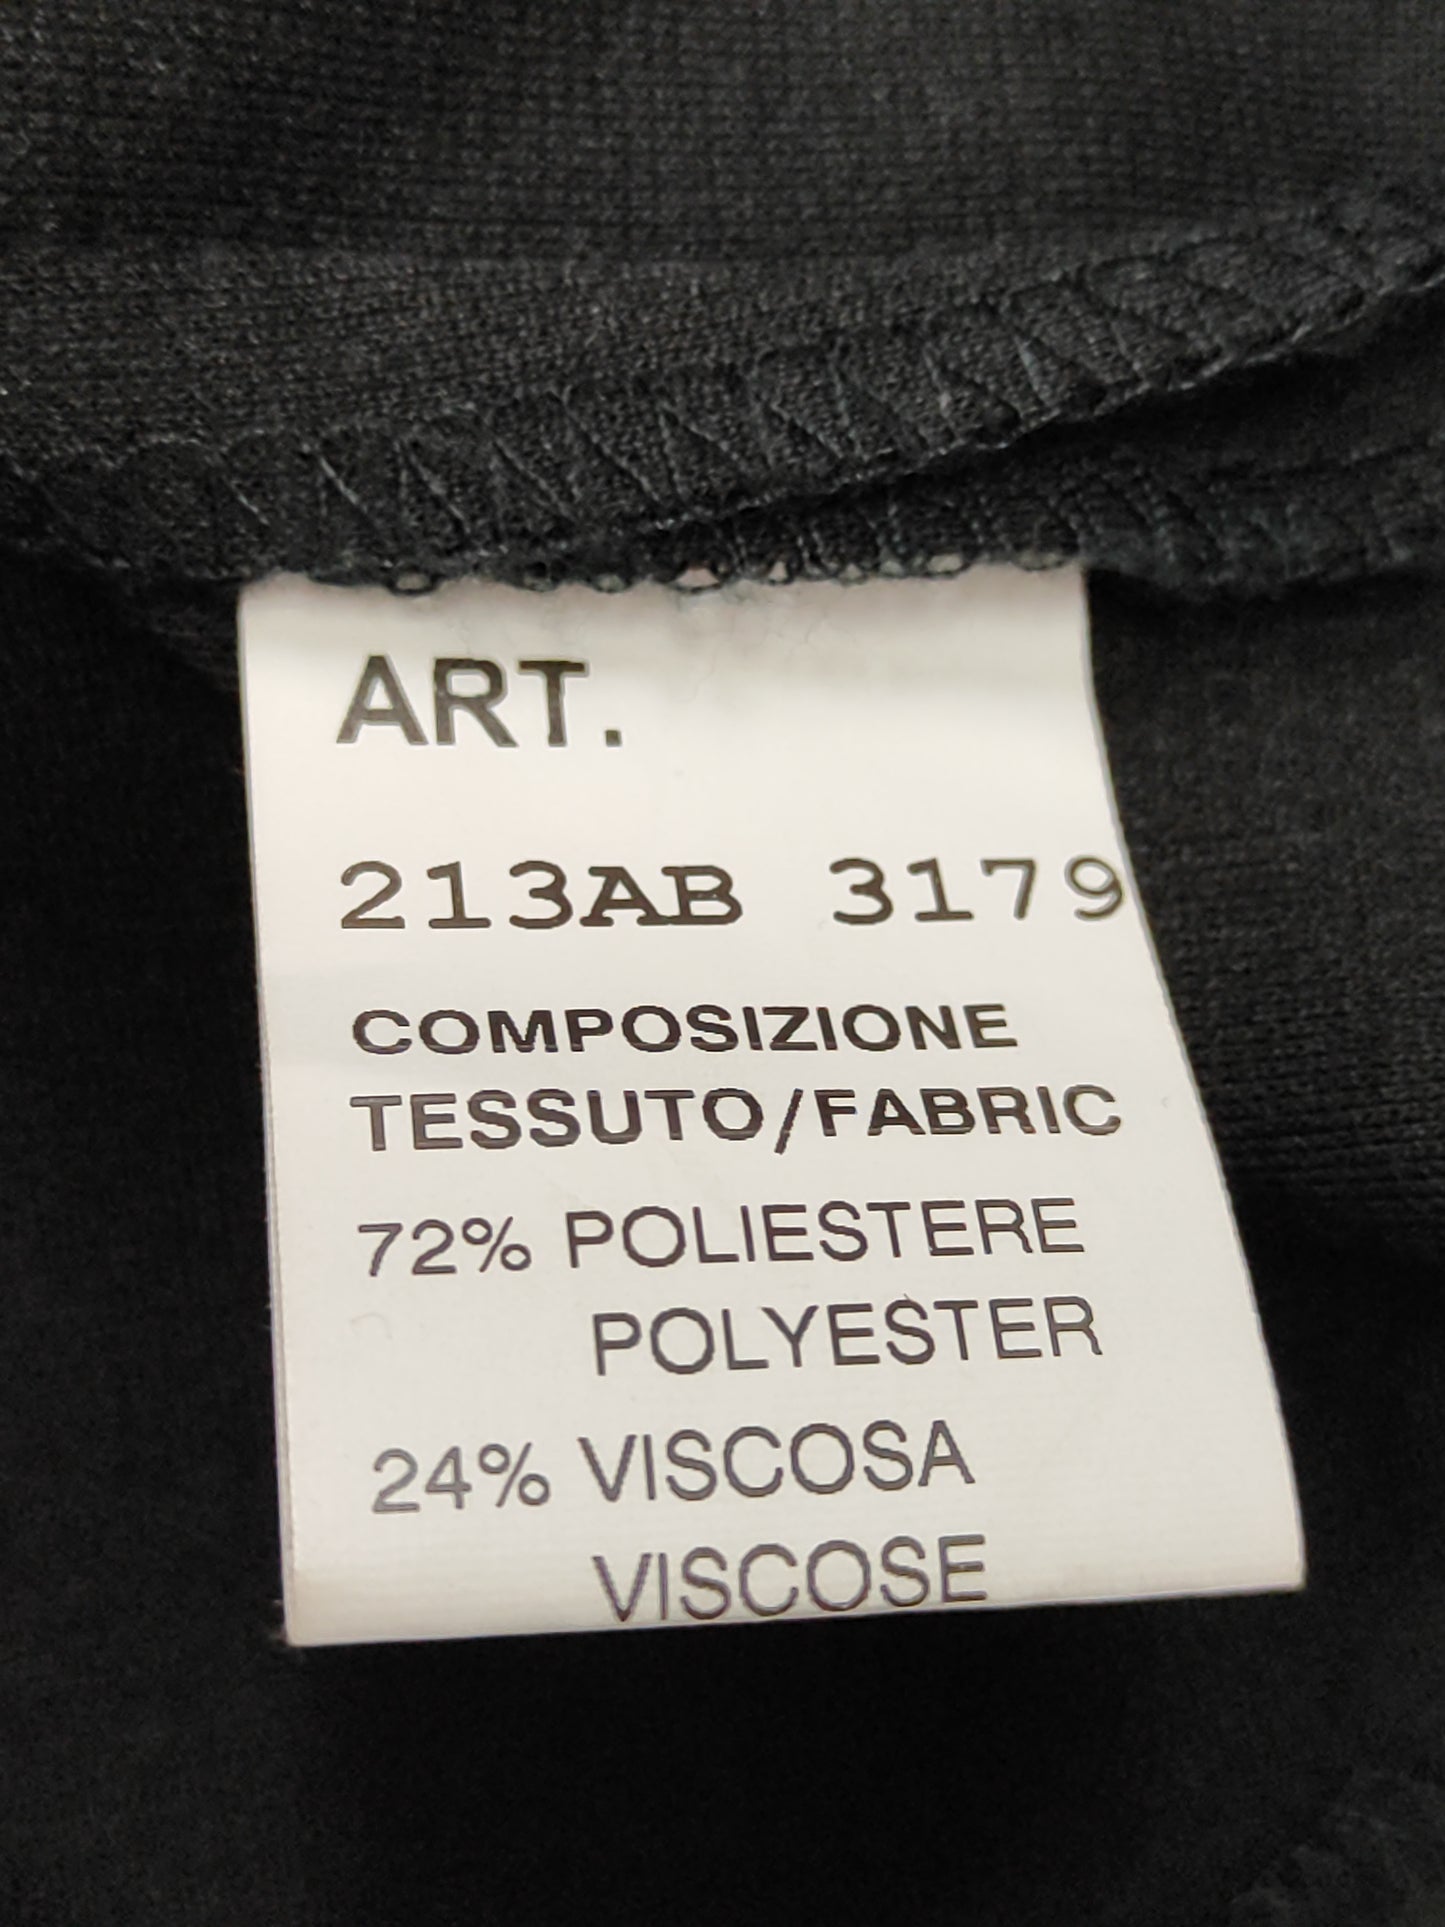 ART.
213AB 3179
COMPOSIZIONE
TESSUTO/FABRIC
72% POLIESTERE
POLYESTER
24% VISCOSA
VISCOSE